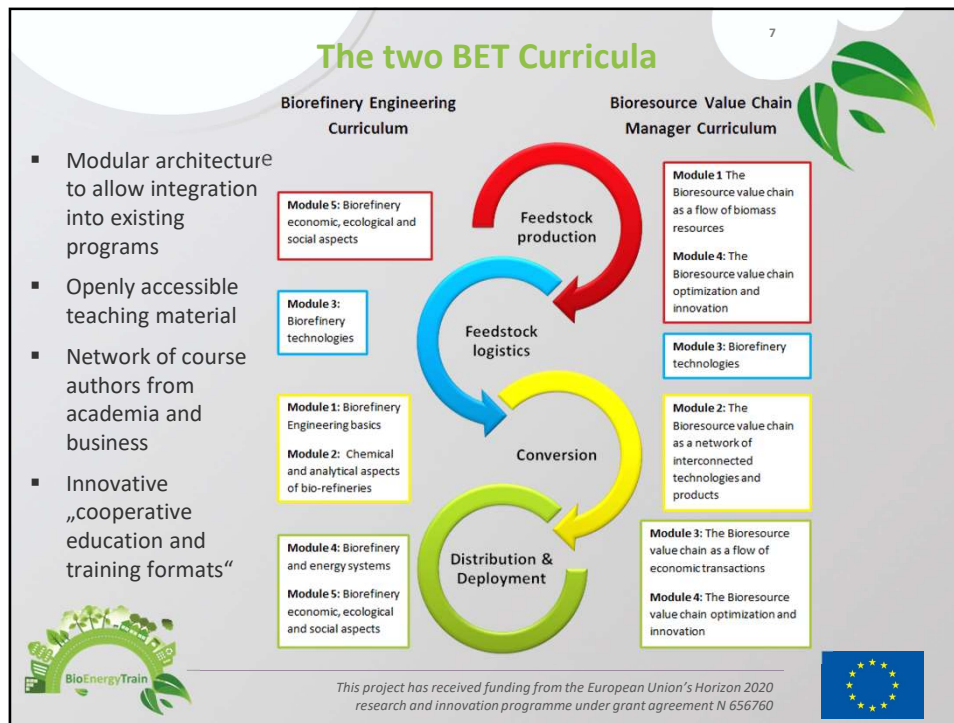 7
The two BET Curricula
▪ Modular architecture
to allow integration
into existing
programs
▪ Openly accessible
teaching material
▪ Network of course
authors from
academia and
business
▪ Innovative
„cooperative
education and
training formats“
Biorefinery Engineering
Curriculum
Module 5: Biorefinery
economic, ecological and
social aspects
Module 3:
Biorefinery
technologies
Module 1: Biorefinery
Engineering basics
Module 2: Chemical
and analytical aspects
of bio-refineries
Module 4: Biorefinery
and energy systems
Module 5: Biorefinery
economic, ecological
and social aspects
Feedstock
production
Feedstock
logistics
Conversion
Distribution &
Deployment
Bioresource Value Chain
Manager Curriculum
Module 1 The
Bioresource value chain
as a flow of biomass
resources
Module 4: The
Bioresource value chain
optimization and
innovation
Module 3: Biorefinery
technologies
Module 2: The
Bioresource value chain
as a network of
interconnected
technologies and
products
Module 3: The Bioresource
value chain as a flow of
economic transactions
Module 4: The Bioresource
value chain optimization and
innovation
BioEnergyTrain
This project has received funding from the European Union’s Horizon 2020
research and innovation programme under grant agreement N 656760